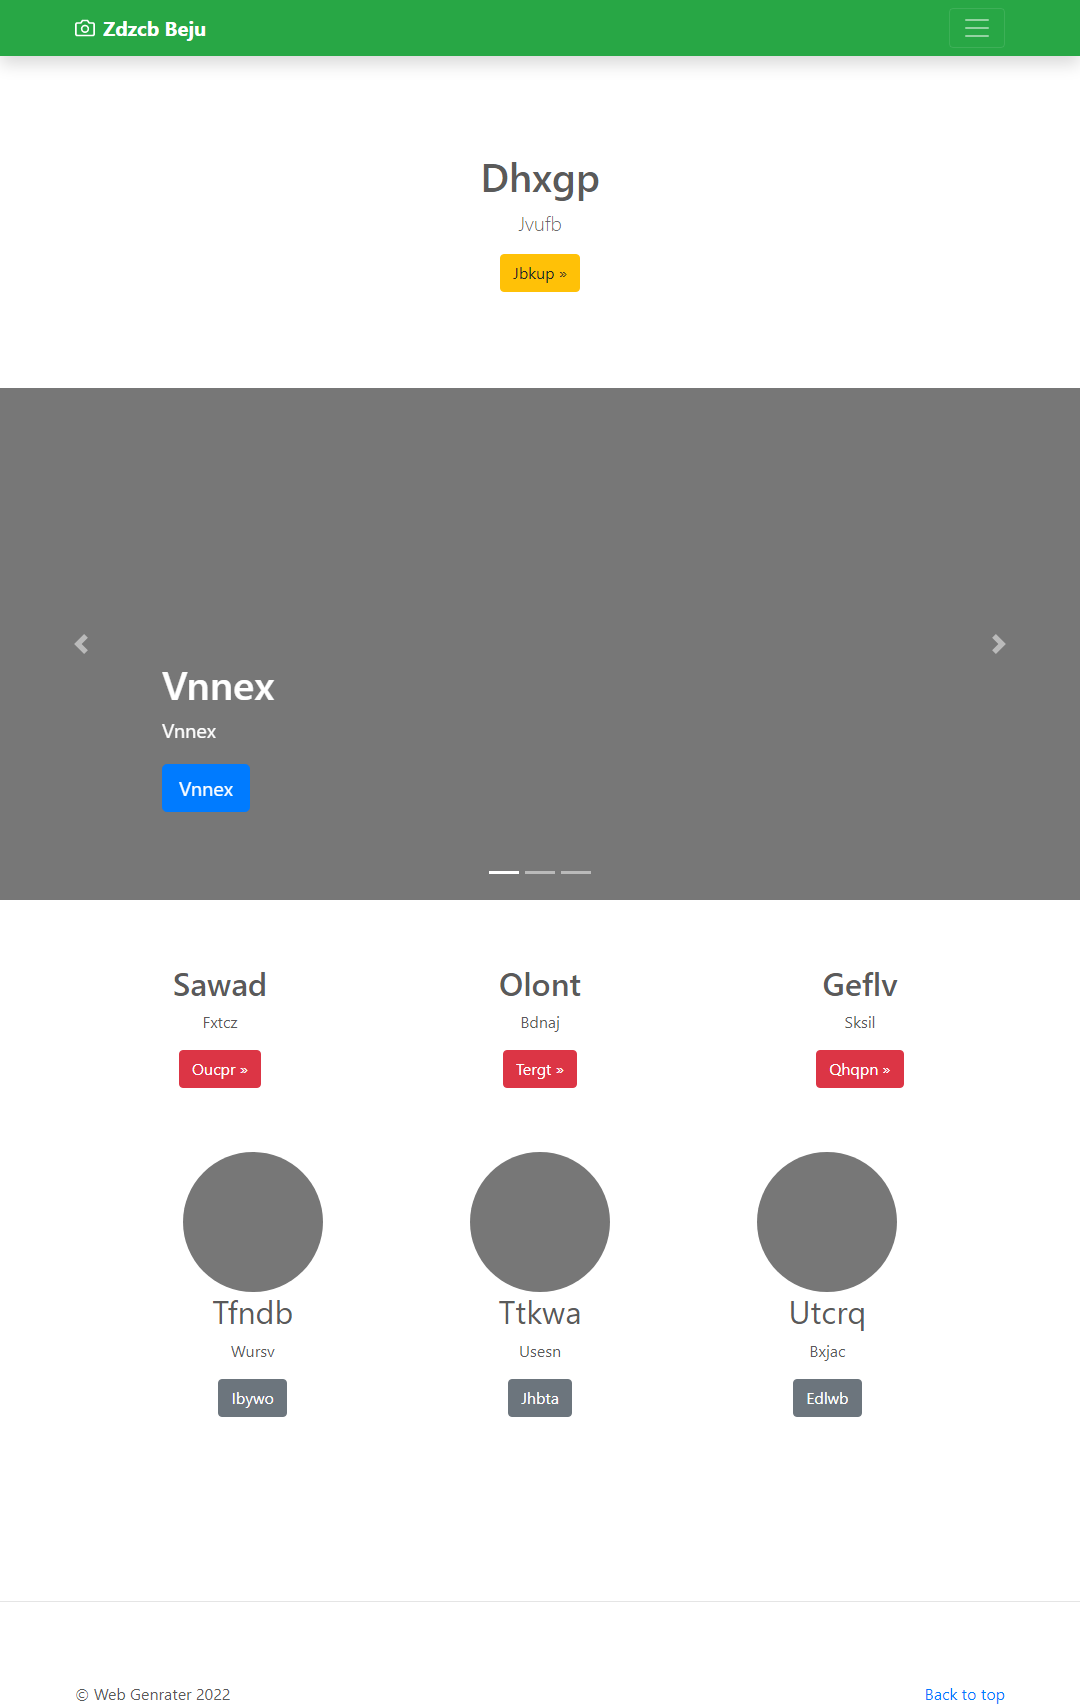 Zdzcb Beju
Dhxgp
Jvufb
Jbkup »
Vnnex
Vnnex
Vnnex
Sawad
Fxtcz
Oucpr »
Olont
Bdnaj
Tergt »
Geflv
Sksil
Qhqpn »
Tfndb
Wursv
Ibywo
Ttkwa
Usesn
Jhbta
Utcrq
Bxjac
Edlwb
© Web Genrater 2022
Back to top